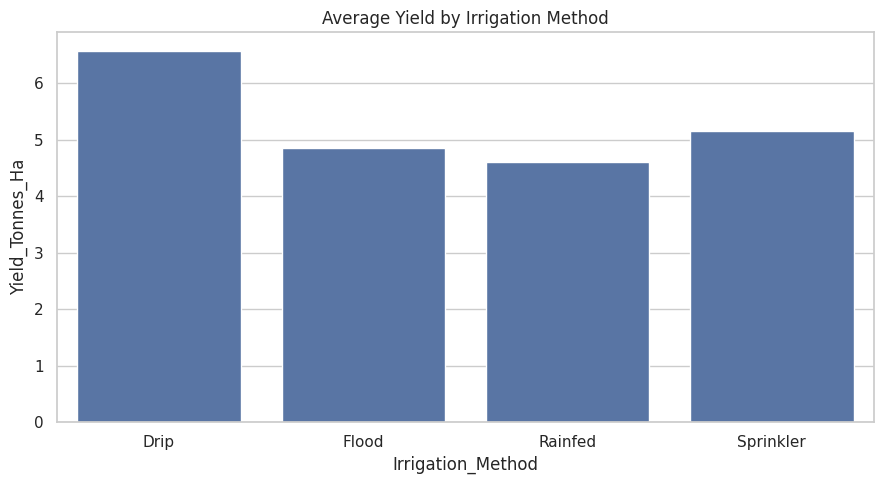 Average Yield by Irrigation Method
Yield_Tonnes_Ha
6
5
4
3
2
1
0
Drip Flood Rainfed Sprinkler
Irrigation_Method